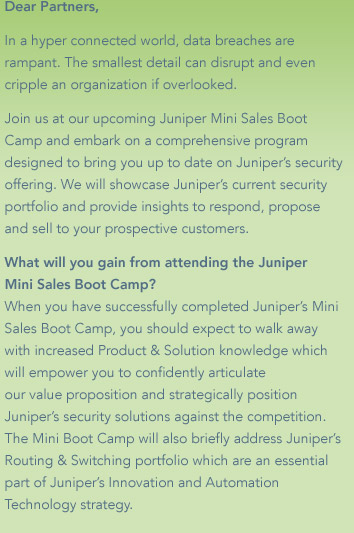 Dear Partners,
In a hyper connected world, data breaches are
rampant. The smallest detail can disrupt and even
cripple an organization if overlooked.
Join us at our upcoming Juniper Mini Sales Boot
Camp and embark on a comprehensive program
designed to bring you up to date on Juniper's security
offering. We will showcase Juniper's current security
portfolio and provide insights to respond, propose
and sell to your prospective customers.
What will you gain from attending the Juniper
Mini Sales Boot Camp?
When you have successfully completed Juniper's Mini
Sales Boot Camp, you should expect to walk away
with increased Product & Solution knowledge which
will empower you to confidently articulate
our value proposition and strategically position
Juniper's security solutions against the competition.
The Mini Boot Camp will also briefly address Juniper's
Routing & Switching portfolio which are an essential
part of Juniper's Innovation and Automation
Technology strategy.